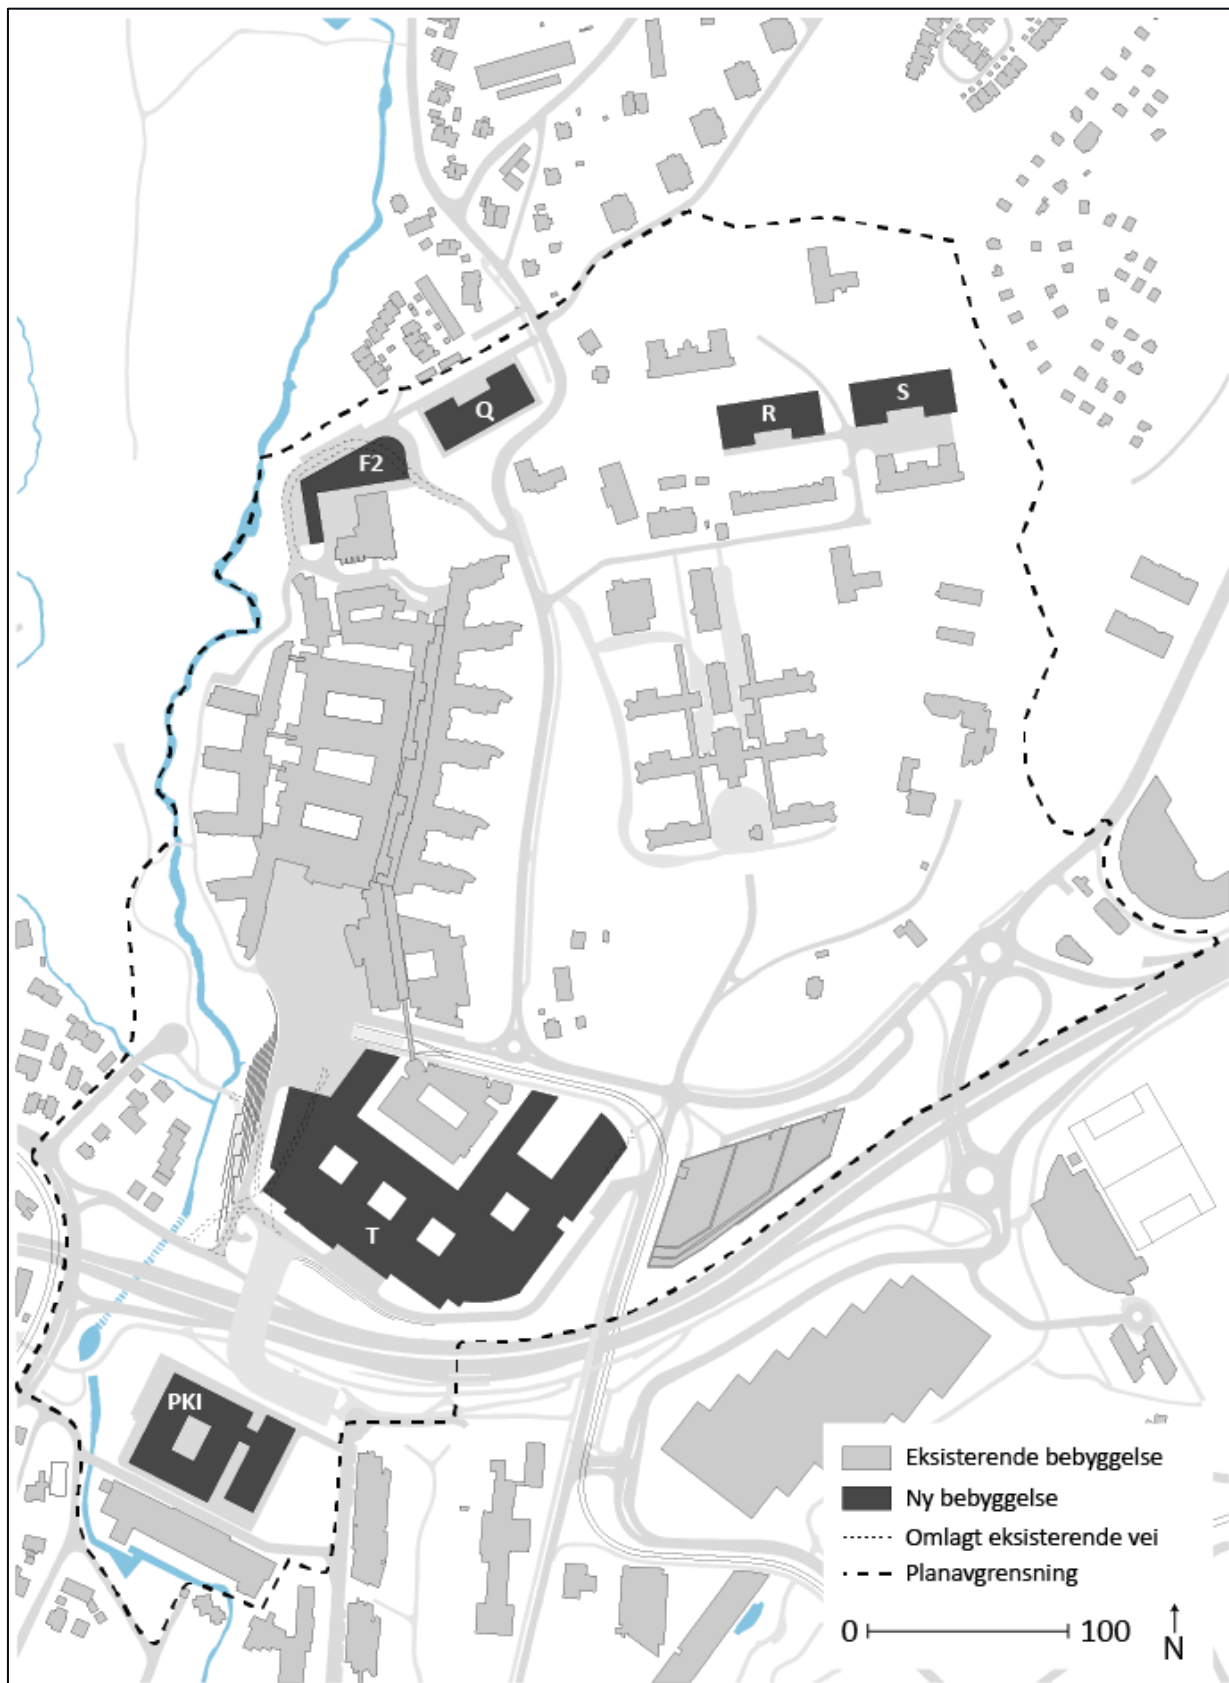 S
R
Q
F2
T
PKI
Eksisterende bebyggelse
Ny bebyggelse
Omlagt eksisterende vei
Planavgrensning
0 100
N